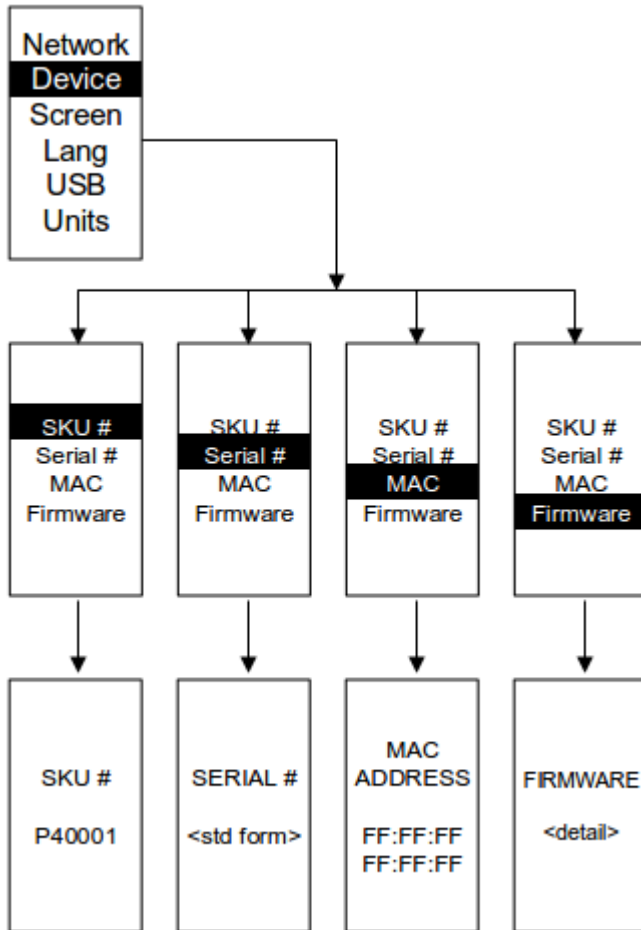 Network
Device
Screen
Lang
USB
Units
SKU #
Serial #
MAC
Firmware
SKU #
Serial #
MAC
Firmware
SKU #
Serial #
MAC
Firmware
SKU #
Serial #
MAC
Firmware
SKU #
P40001
SERIAL #
<std form>
MAC
ADDRESS
FF:FF:FF
FF:FF:FF
FIRMWARE
<detail>